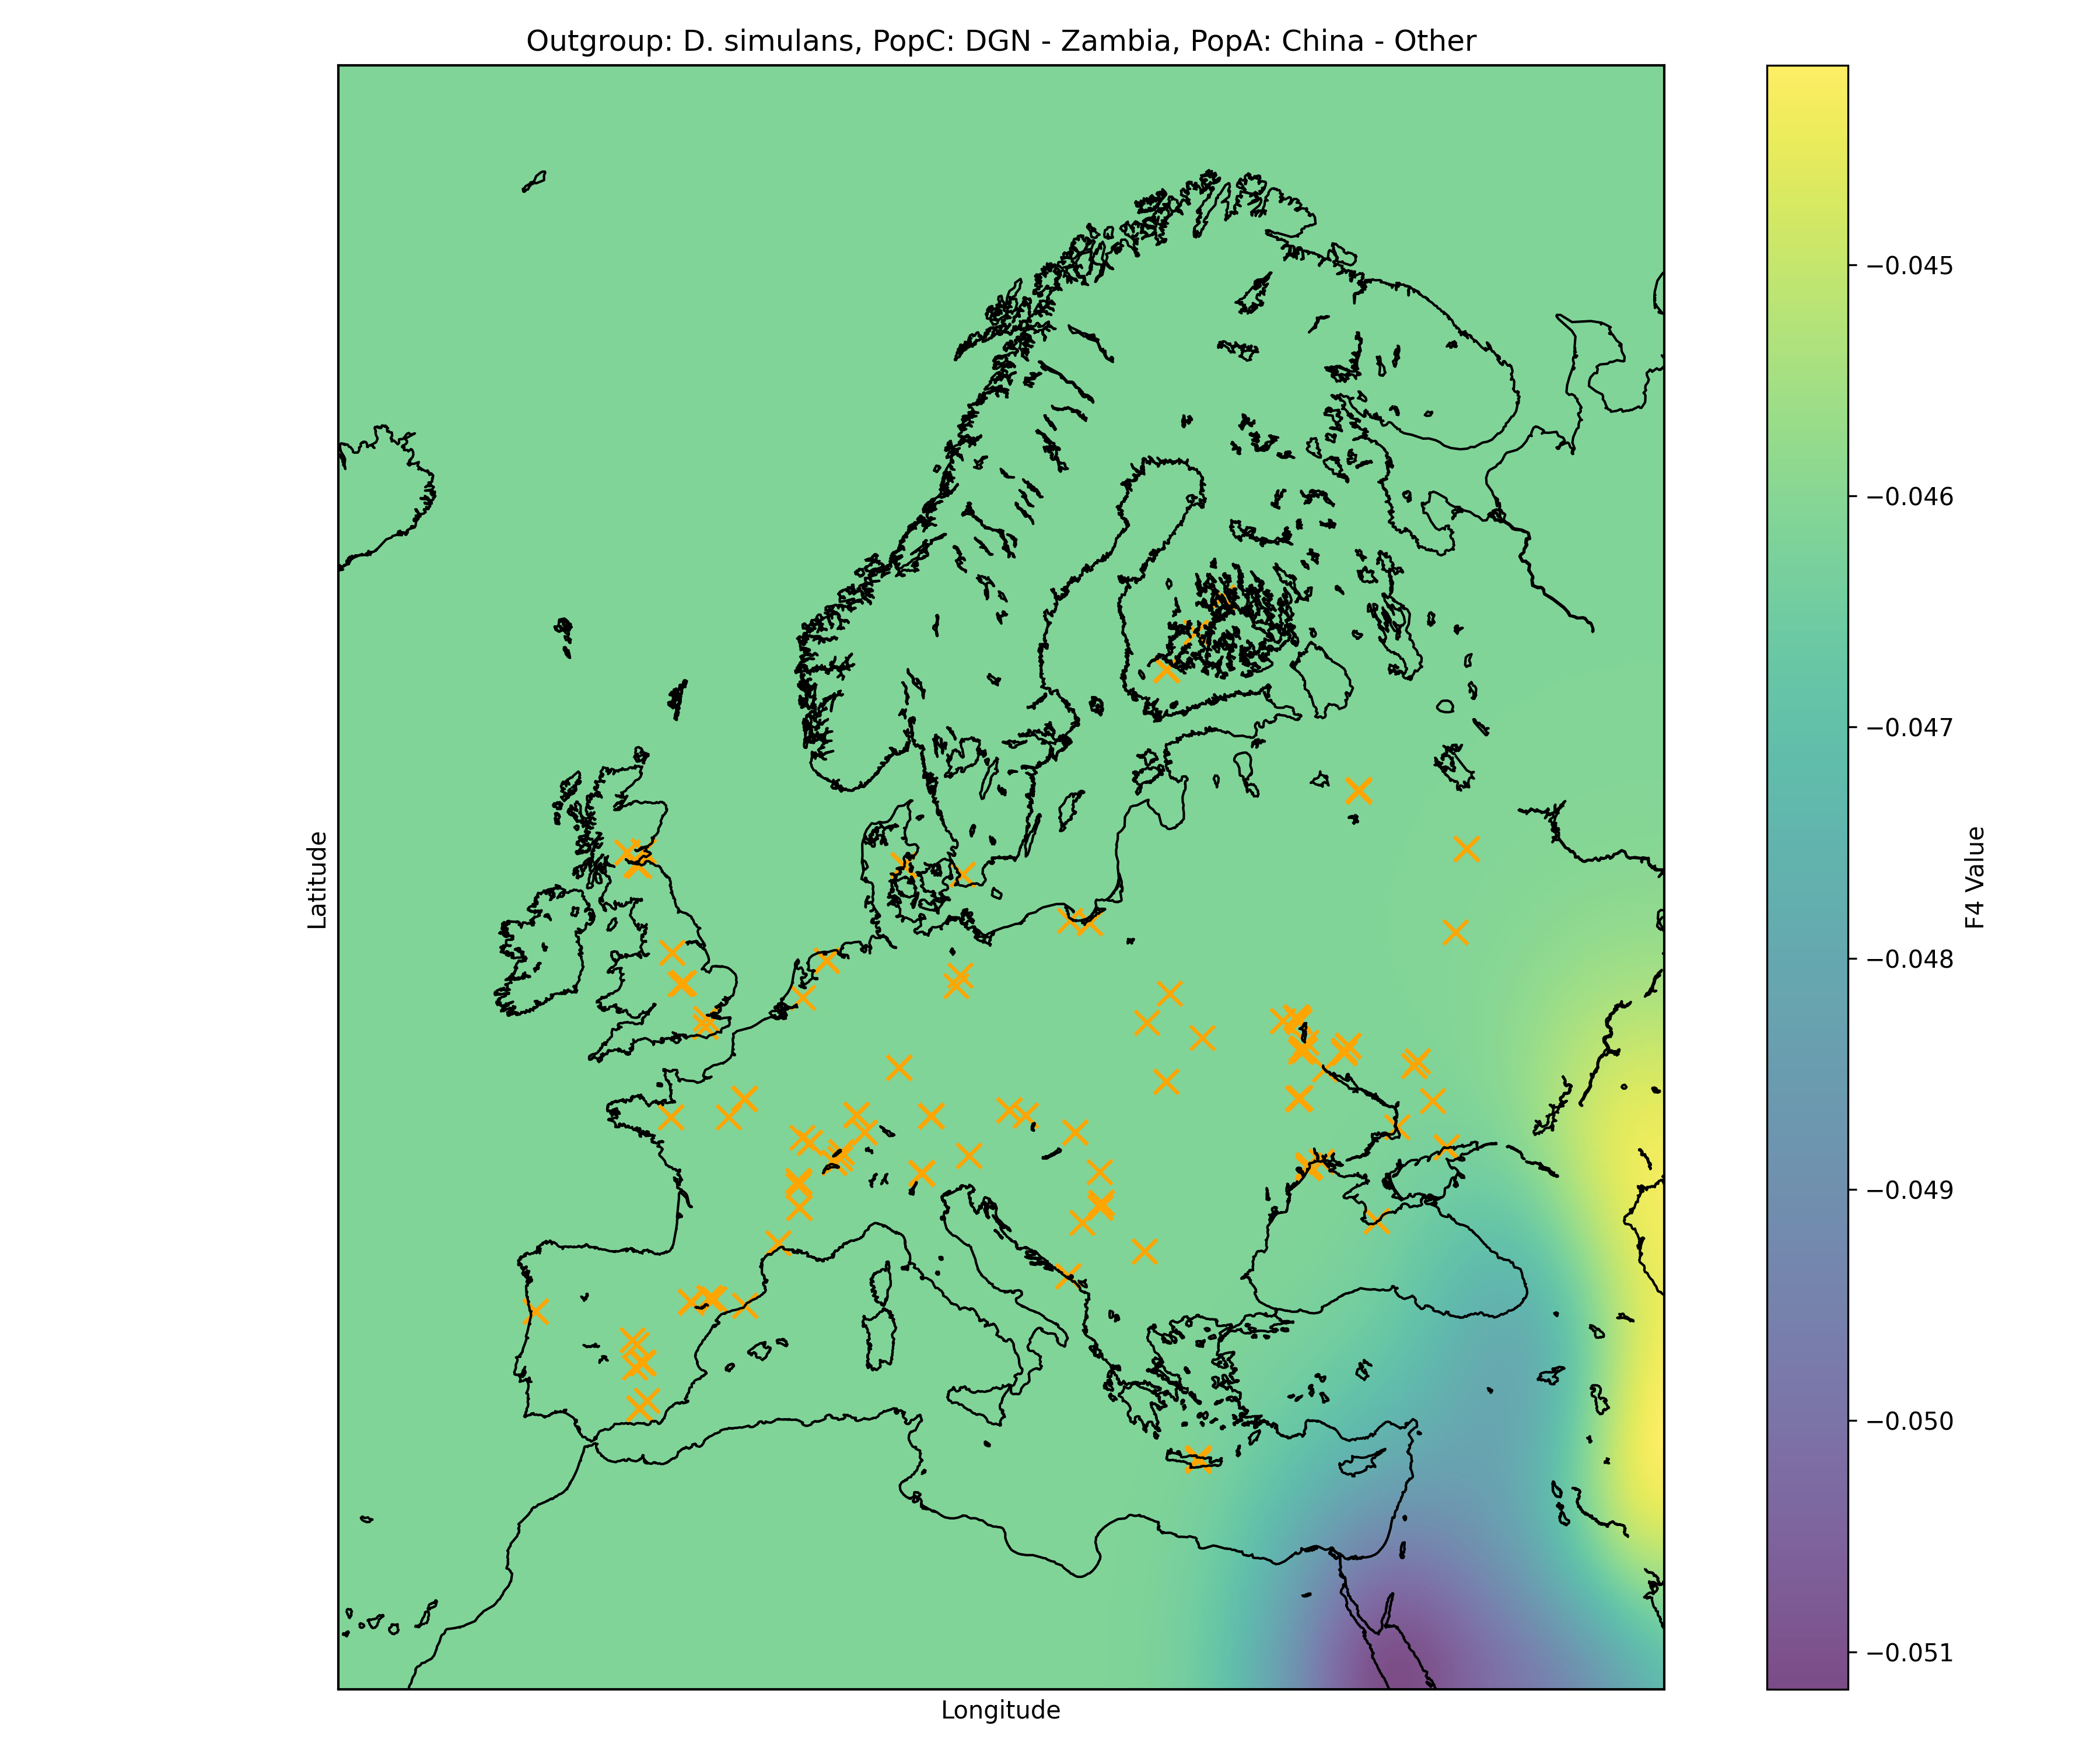 Outgroup: D. simulans, PopC: DGN - Zambia, PopA: China - Other
Latitude
Longitude
−0.045
−0.046
−0.047
−0.048
−0.049
−0.050
−0.051
F4 Value